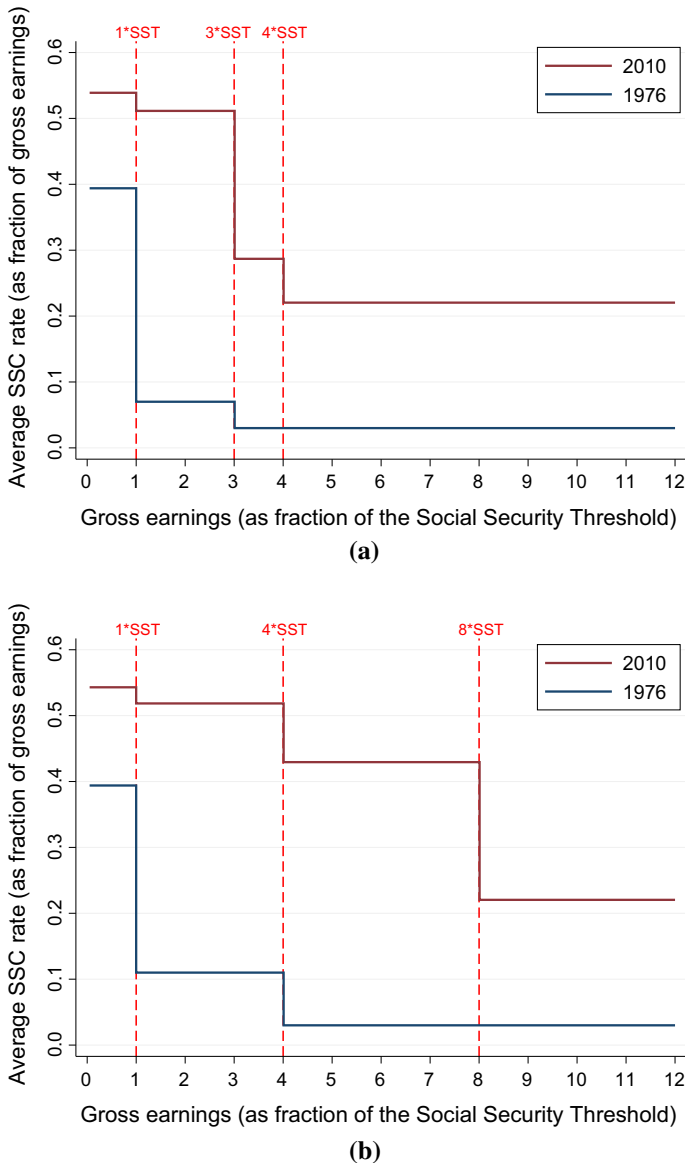 1*SST 3*SST 4*SST
2010
1976
Average SSC rate (as fraction of gross earnings)
0.6
0.5
0.4
0.3
0.2
0.1
0.0
0 1 2 3 4 5 6 7 8 9 10 11 12
Gross earnings (as fraction of the Social Security Threshold)
(a)
1*SST 4*SST 8*SST
2010
1976
Average SSC rate (as fraction of gross earnings)
0.6
0.5
0.4
0.3
0.2
0.1
0.0
0 1 2 3 4 5 6 7 8 9 10 11 12
Gross earnings (as fraction of the Social Security Threshold)
(b)